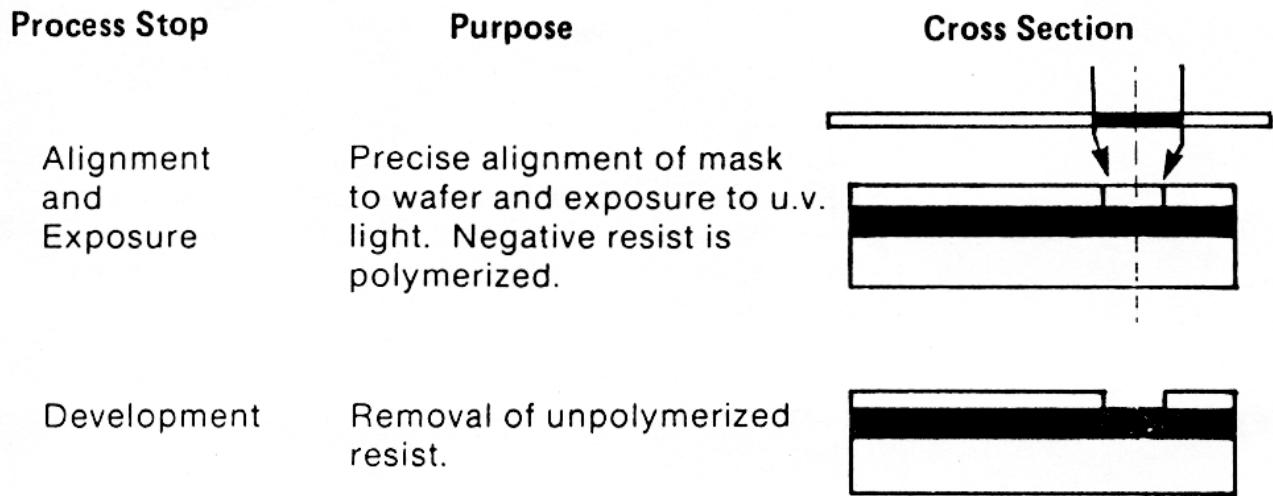 Process Stop Purpose Cross Section
Alignment
and
Exposure
Precise alignment of mask
to wafer and exposure to u.v.
light. Negative resist is
polymerized.
Development
Removal of unpolymerized
resist.